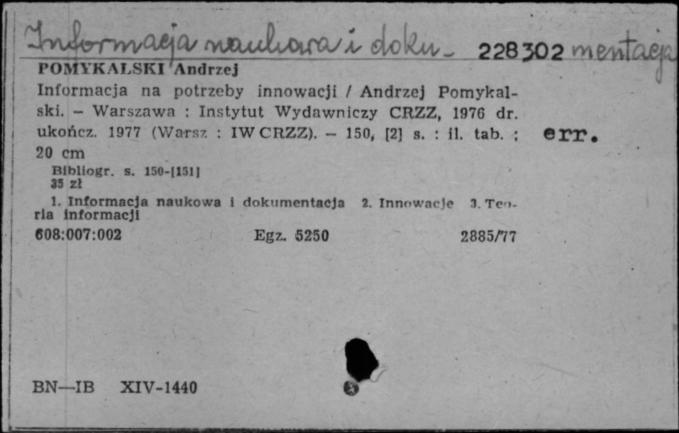 Informacja naukowa i doku- 228302 mentacja
POMYKALSKI Andrzej
Informacja na potrzeby innowacji / Andrzej Pomykal-
ski. — Warszawa : Instytut Wydawniczy CRZZ, 1976 dr.
ukończ. 1977 (Warsz : IW CRZZ). — 150, [2] s. : il. tab. ; err.
20 cm
Bibliogr. s. 150-[151]
35 zł
1. Informacja naukowa i dokumentacja 2. Innowacje 3. Teo-
ria informacji
608:007:002 Egz. 5250 2885/77
BN—IB XIV-1440